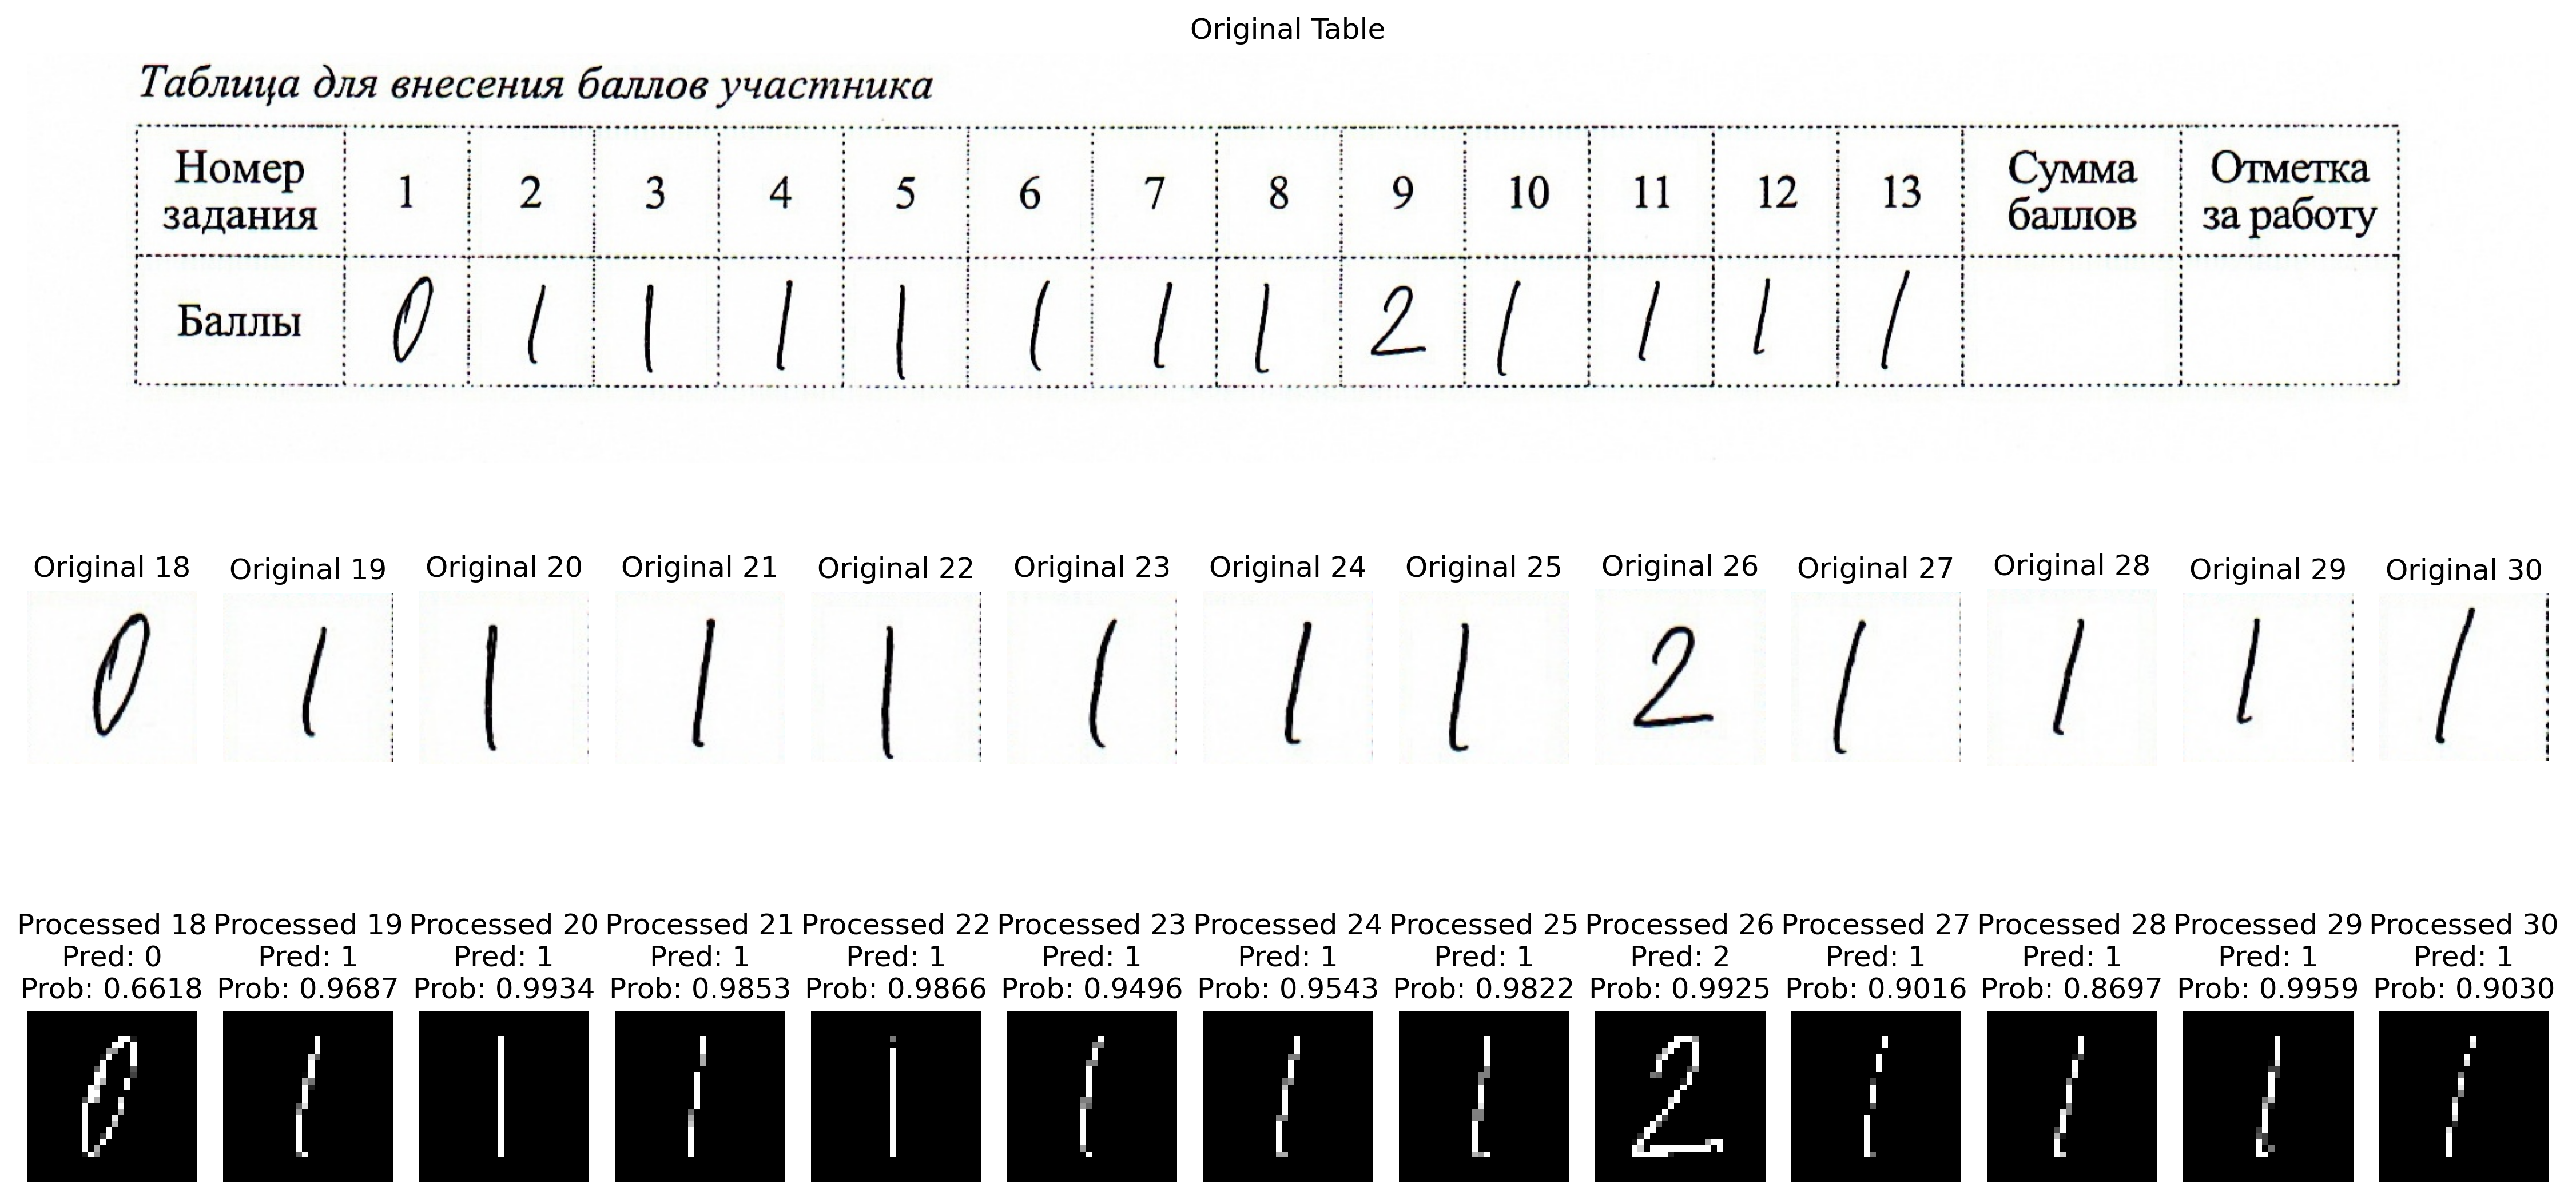 Original Table
Таблица для внесения баллов участника
Номер задания 1 2 3 4 5 6 7 8 9 10 11 12 13 Сумма баллов Отметка за работу
Баллы 0 1 1 1 1 1 1 1 2 1 1 1 1
Original 18 Original 19 Original 20 Original 21 Original 22 Original 23 Original 24 Original 25 Original 26 Original 27 Original 28 Original 29 Original 30
0 1 1 1 1 1 1 1 2 1 1 1 1
Processed 18 Processed 19 Processed 20 Processed 21 Processed 22 Processed 23 Processed 24 Processed 25 Processed 26 Processed 27 Processed 28 Processed 29 Processed 30
Pred: 0 Pred: 1 Pred: 1 Pred: 1 Pred: 1 Pred: 1 Pred: 1 Pred: 1 Pred: 2 Pred: 1 Pred: 1 Pred: 1 Pred: 1
Prob: 0.6618 Prob: 0.9687 Prob: 0.9934 Prob: 0.9853 Prob: 0.9866 Prob: 0.9496 Prob: 0.9543 Prob: 0.9822 Prob: 0.9925 Prob: 0.9016 Prob: 0.8697 Prob: 0.9959 Prob: 0.9030
0 1 1 1 1 1 1 1 2 1 1 1 1